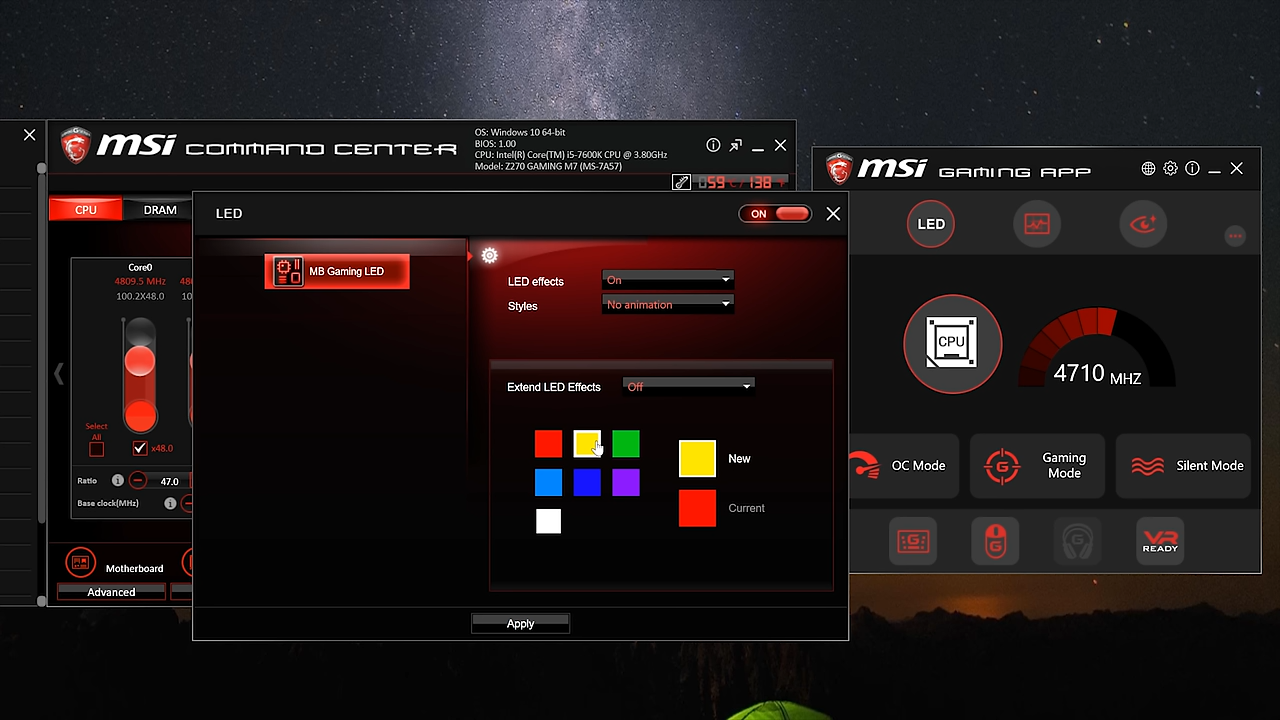 msi COMMAND CENTER
OS: Windows 10 64-bit
BIOS: 1.00
CPU: Intel(R) Core(TM) i5-7600K CPU @ 3.80GHz
Model: Z270 GAMING M7 (MS-7A57)
059°C / 138°F
CPU
DRAM
Core0
4809.5 MHz
480
100.2X48.0
10
Select
All
x48.0
Ratio
47.0
Base clock(MHz)
Motherboard
Advanced
LED
ON
MB Gaming LED
LED effects
On
Styles
No animation
Extend LED Effects
Off
New
Current
Apply
msi GAMING APP
LED
CPU
4710 MHZ
OC Mode
Gaming
Mode
Silent Mode
G
G
G
VR
READY